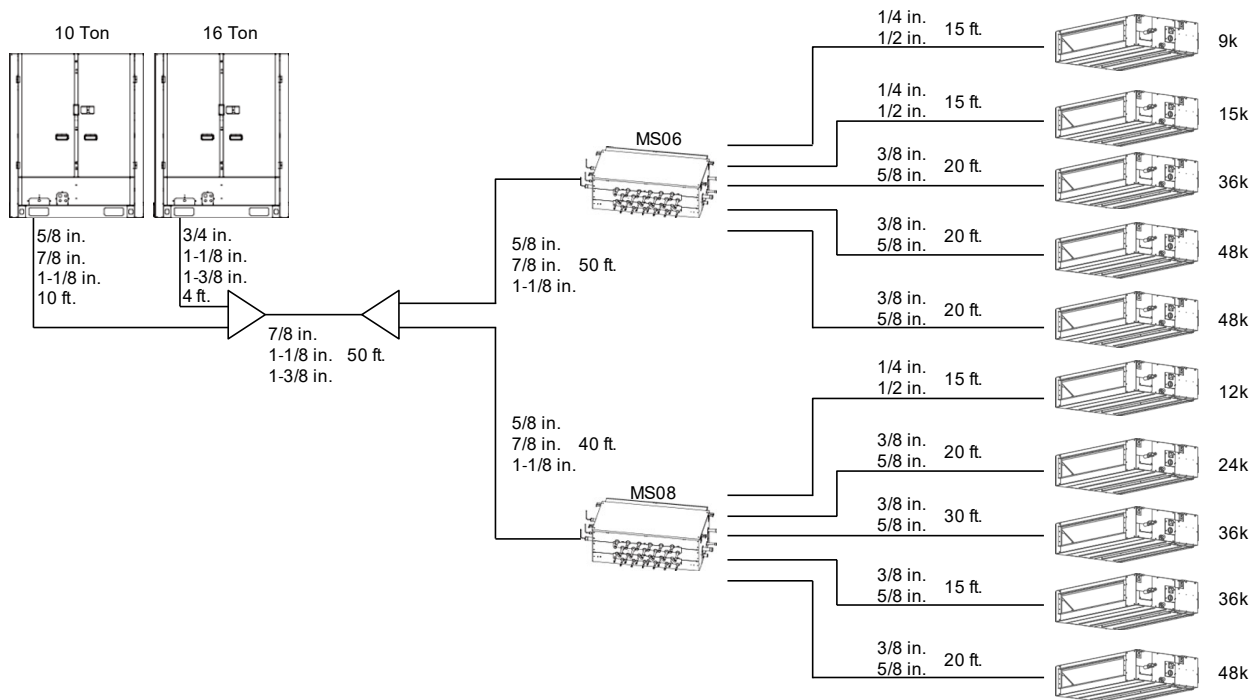 10 Ton
16 Ton
5/8 in.
7/8 in.
1-1/8 in.
10 ft.
3/4 in.
1-1/8 in.
1-3/8 in.
4 ft.
7/8 in.
1-1/8 in. 50 ft.
1-3/8 in.
5/8 in.
7/8 in. 50 ft.
1-1/8 in.
5/8 in.
7/8 in. 40 ft.
1-1/8 in.
MS06
1/4 in.
1/2 in.
15 ft.
9k
1/4 in.
1/2 in.
15 ft.
15k
3/8 in.
5/8 in.
20 ft.
36k
3/8 in.
5/8 in.
20 ft.
48k
3/8 in.
5/8 in.
20 ft.
48k
MS08
1/4 in.
1/2 in.
15 ft.
12k
3/8 in.
5/8 in.
20 ft.
24k
3/8 in.
5/8 in.
30 ft.
36k
3/8 in.
5/8 in.
15 ft.
36k
3/8 in.
5/8 in.
20 ft.
48k